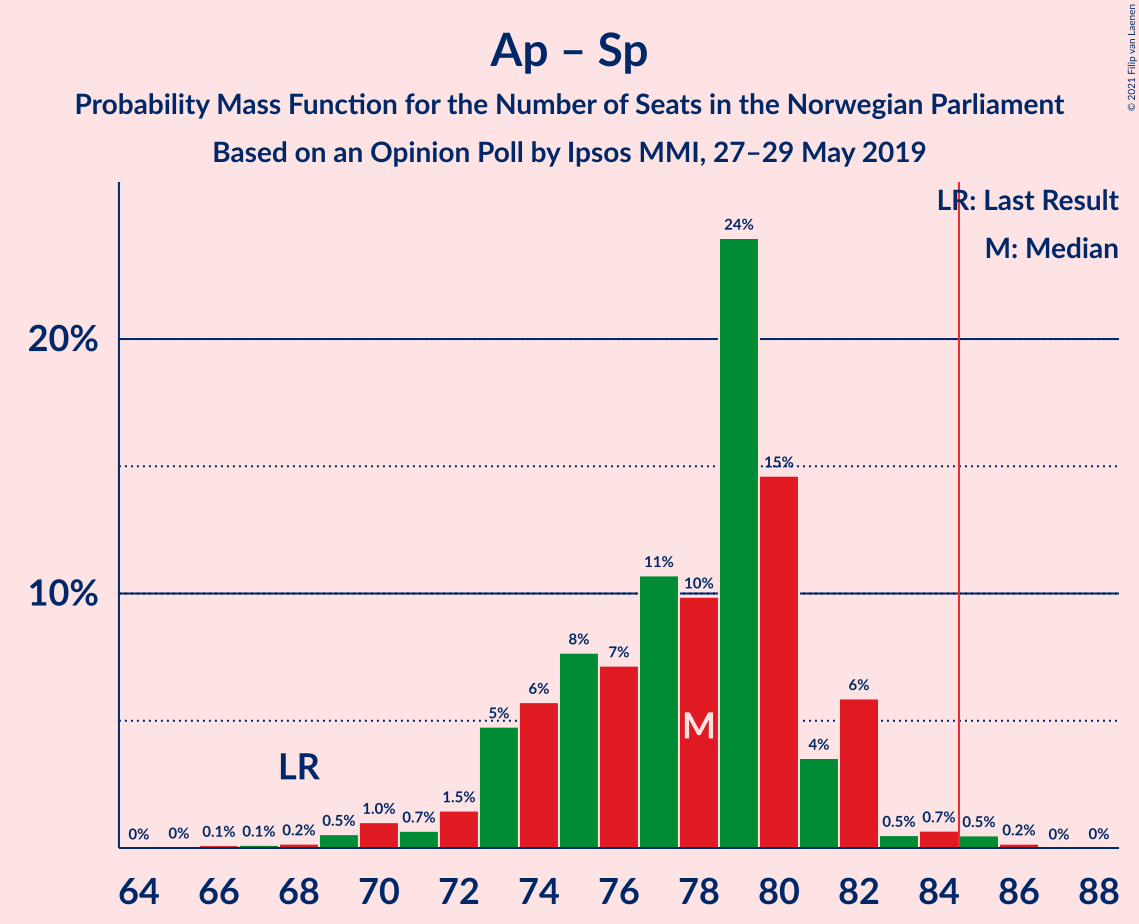 Ap – Sp
Probability Mass Function for the Number of Seats in the Norwegian Parliament
Based on an Opinion Poll by Ipsos MMI, 27–29 May 2019
© 2021 Filip van Laenen
LR: Last Result
M: Median
24%
20%
15%
11%
10%
10%
8%
7%
6%
6%
5%
M
4%
LR
0% 0% 0.1% 0.1% 0.2% 0.5% 1.0% 0.7% 1.5% 0.5% 0.7% 0.5% 0.2% 0% 0%
64 66 68 70 72 74 76 78 80 82 84 86 88